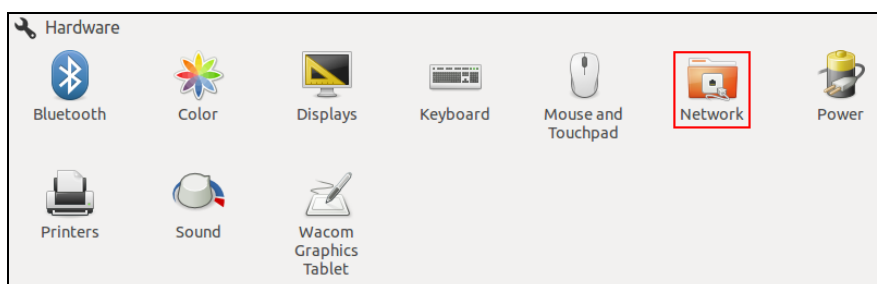 Hardware
Bluetooth
Color
Displays
Keyboard
Mouse and
Touchpad
Network
Power
Printers
Sound
Wacom
Graphics
Tablet